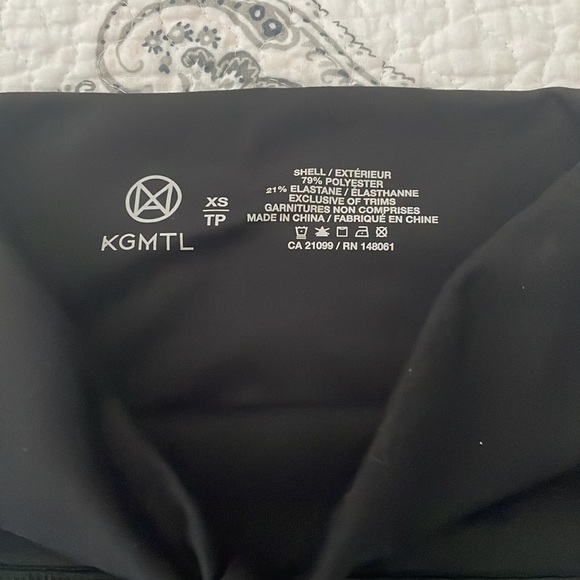 KGMTL
XS
TP
SHELL / EXTÉRIEUR
79% POLYESTER
21% ELASTANE / ÉLASTHANNE
EXCLUSIVE OF TRIMS
GARNITURES NON COMPRISES
MADE IN CHINA / FABRIQUÉ EN CHINE
CA 21099 / RN 148061